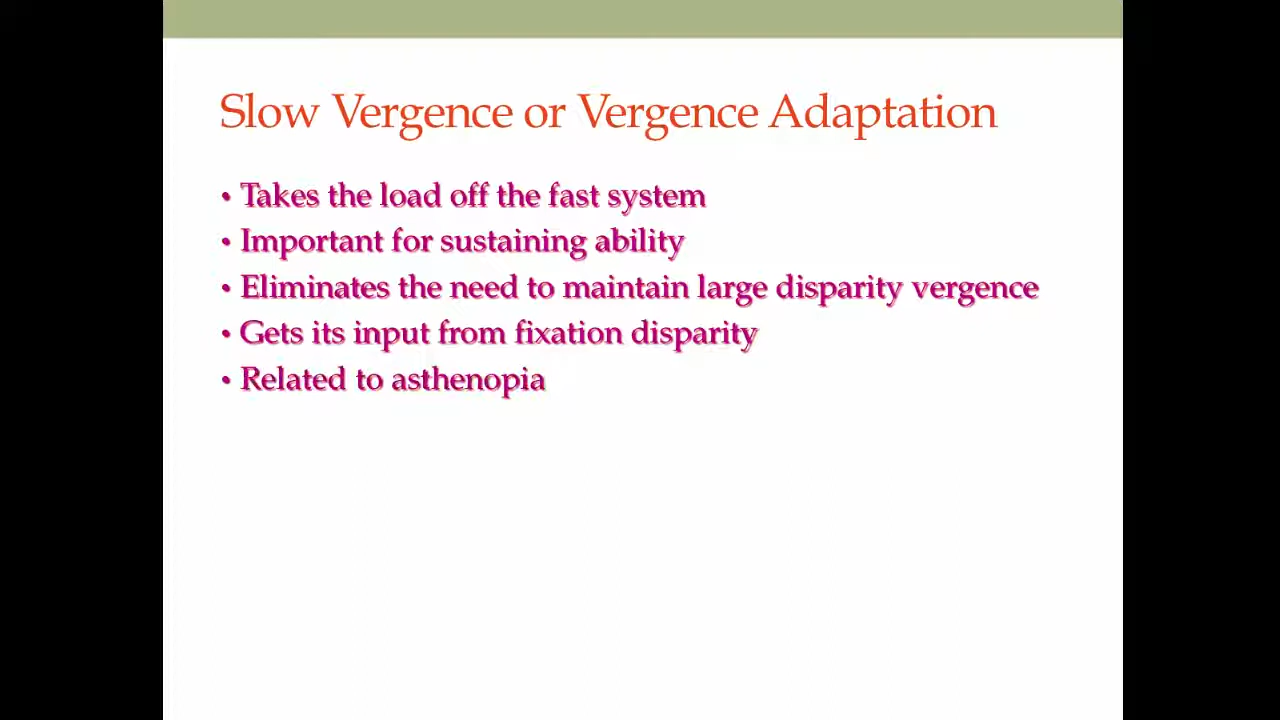 Slow Vergence or Vergence Adaptation
• Takes the load off the fast system
• Important for sustaining ability
• Eliminates the need to maintain large disparity vergence
• Gets its input from fixation disparity
• Related to asthenopia